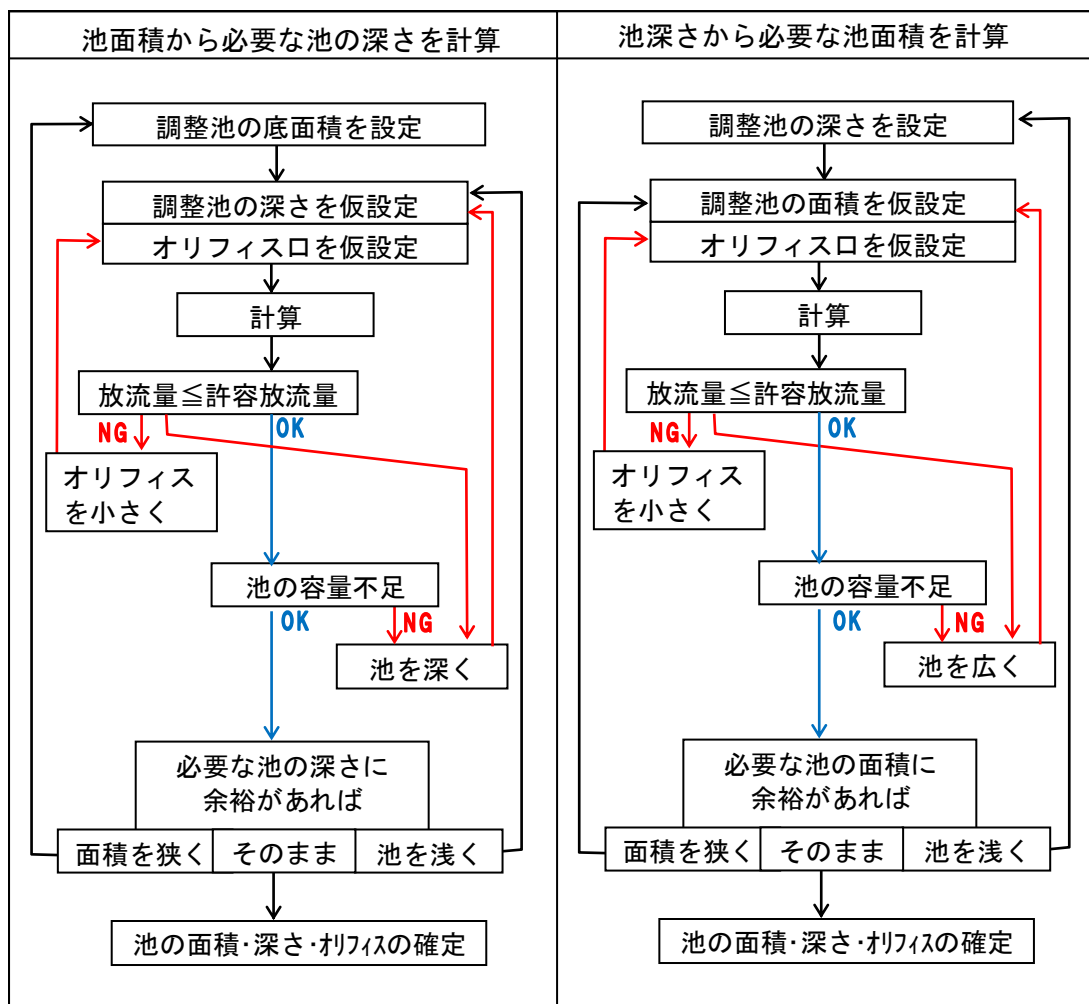 池面積から必要な池の深さを計算
調整池の底面積を設定
調整池の深さを仮設定
オリフィス口を仮設定
計算
放流量≦許容放流量
NG
OK
オリフィス
を小さく
池の容量不足
OK
NG
池を深く
必要な池の深さに
余裕があれば
面積を狭く
そのまま
池を浅く
池の面積・深さ・オリフィスの確定
池深さから必要な池面積を計算
調整池の深さを設定
調整池の面積を仮設定
オリフィス口を仮設定
計算
放流量≦許容放流量
NG
OK
オリフィス
を小さく
池の容量不足
OK
NG
池を広く
必要な池の面積に
余裕があれば
面積を狭く
そのまま
池を浅く
池の面積・深さ・オリフィスの確定